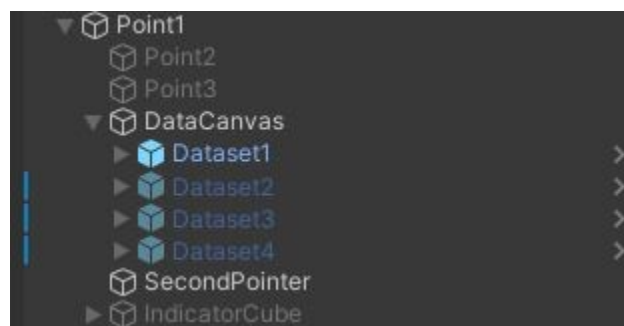 Point1
Point2
Point3
DataCanvas
Dataset1
Dataset2
Dataset3
Dataset4
SecondPointer
IndicatorCube